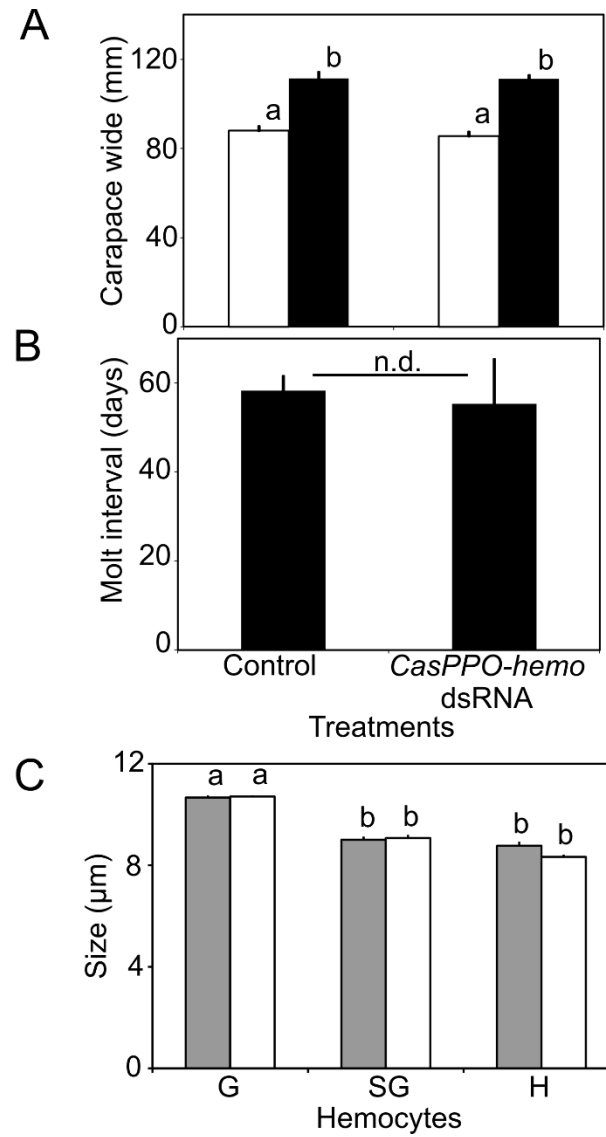 A
Carapace wide (mm)
120
80
40
0
a
b
a
b
B
Molt interval (days)
60
40
20
0
n.d.
Control
CasPPO-hemo
dsRNA
Treatments
C
Size (µm)
12
8
4
0
a a
b b
b b
G SG H
Hemocytes